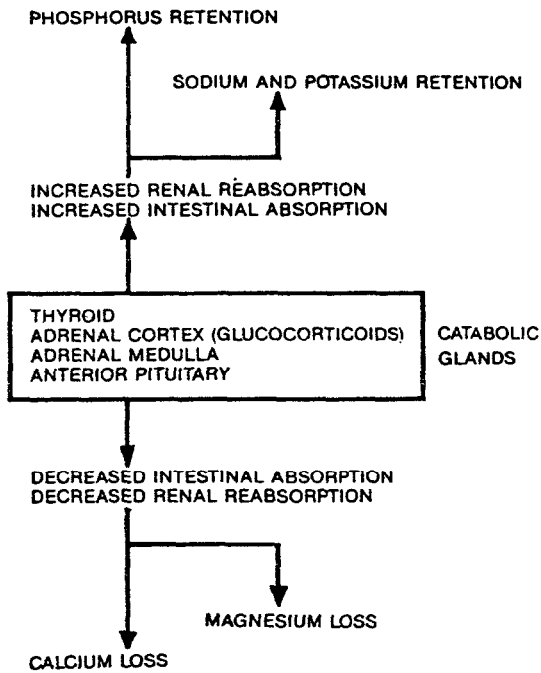 PHOSPHORUS RETENTION
SODIUM AND POTASSIUM RETENTION
INCREASED RENAL REABSORPTION
INCREASED INTESTINAL ABSORPTION
THYROID
ADRENAL CORTEX (GLUCOCORTICOIDS)
ADRENAL MEDULLA
ANTERIOR PITUITARY
CATABOLIC
GLANDS
DECREASED INTESTINAL ABSORPTION
DECREASED RENAL REABSORPTION
MAGNESIUM LOSS
CALCIUM LOSS